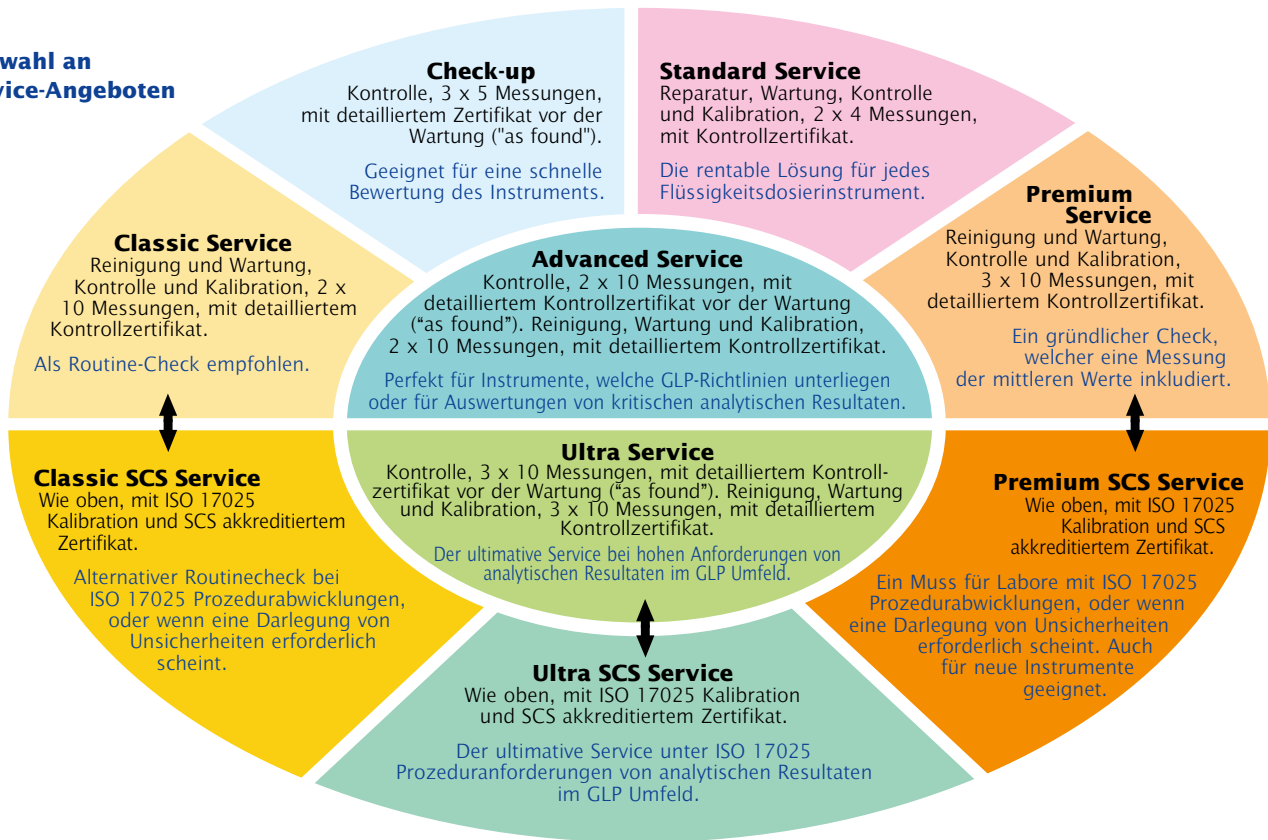 wahl an
vice-Angeboten
Check-up
Kontrolle, 3 x 5 Messungen,
mit detailliertem Zertifikat vor der
Wartung ("as found").
Geeignet für eine schnelle
Bewertung des Instruments.
Standard Service
Reparatur, Wartung, Kontrolle
und Kalibration, 2 x 4 Messungen,
mit Kontrollzertifikat.
Die rentable Lösung für jedes
Flüssigkeitsdosierinstrument.
Classic Service
Reinigung und Wartung,
Kontrolle und Kalibration, 2 x
10 Messungen, mit detailliertem
Kontrollzertifikat.
Als Routine-Check empfohlen.
Advanced Service
Kontrolle, 2 x 10 Messungen, mit
detailliertem Kontrollzertifikat vor der Wartung
(“as found”). Reinigung, Wartung und Kalibration,
2 x 10 Messungen, mit detailliertem Kontrollzertifikat.
Perfekt für Instrumente, welche GLP-Richtlinien unterliegen
oder für Auswertungen von kritischen analytischen Resultaten.
Premium
Service
Reinigung und Wartung,
Kontrolle und Kalibration,
3 x 10 Messungen, mit
detailliertem Kontrollzertifikat.
Ein gründlicher Check,
welcher eine Messung
der mittleren Werte inkludiert.
Classic SCS Service
Wie oben, mit ISO 17025
Kalibration und SCS akkreditiertem
Zertifikat.
Alternativer Routinecheck bei
ISO 17025 Prozedurabwicklungen,
oder wenn eine Darlegung von
Unsicherheiten erforderlich
scheint.
Ultra Service
Kontrolle, 3 x 10 Messungen, mit detailliertem Kontroll-
zertifikat vor der Wartung (“as found”). Reinigung, Wartung
und Kalibration, 3 x 10 Messungen, mit detailliertem
Kontrollzertifikat.
Der ultimative Service bei hohen Anforderungen von
analytischen Resultaten im GLP Umfeld.
Premium SCS Service
Wie oben, mit ISO 17025
Kalibration und SCS
akkreditiertem Zertifikat.
Ein Muss für Labore mit ISO 17025
Prozedurabwicklungen, oder wenn
eine Darlegung von Unsicherheiten
erforderlich scheint. Auch
für neue Instrumente
geeignet.
Ultra SCS Service
Wie oben, mit ISO 17025 Kalibration
und SCS akkreditiertem Zertifikat.
Der ultimative Service unter ISO 17025
Prozeduranforderungen von analytischen Resultaten
im GLP Umfeld.